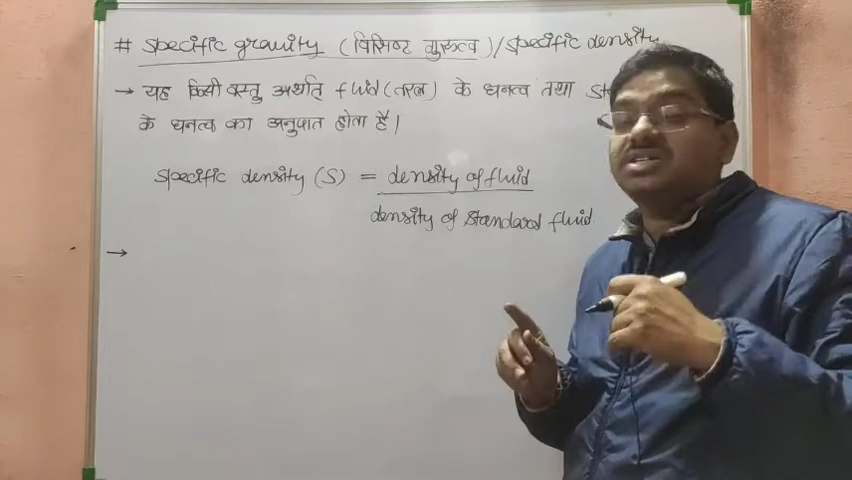 # specific gravity (विसिष्ट गुरुत्व) / specific density
→ यह किसी वस्तु अर्थात् fluid (तरल) के घनत्व तथा
के घनत्व का अनुपात होता है।
specific density (S) = density of fluid
density of standard fluid
→